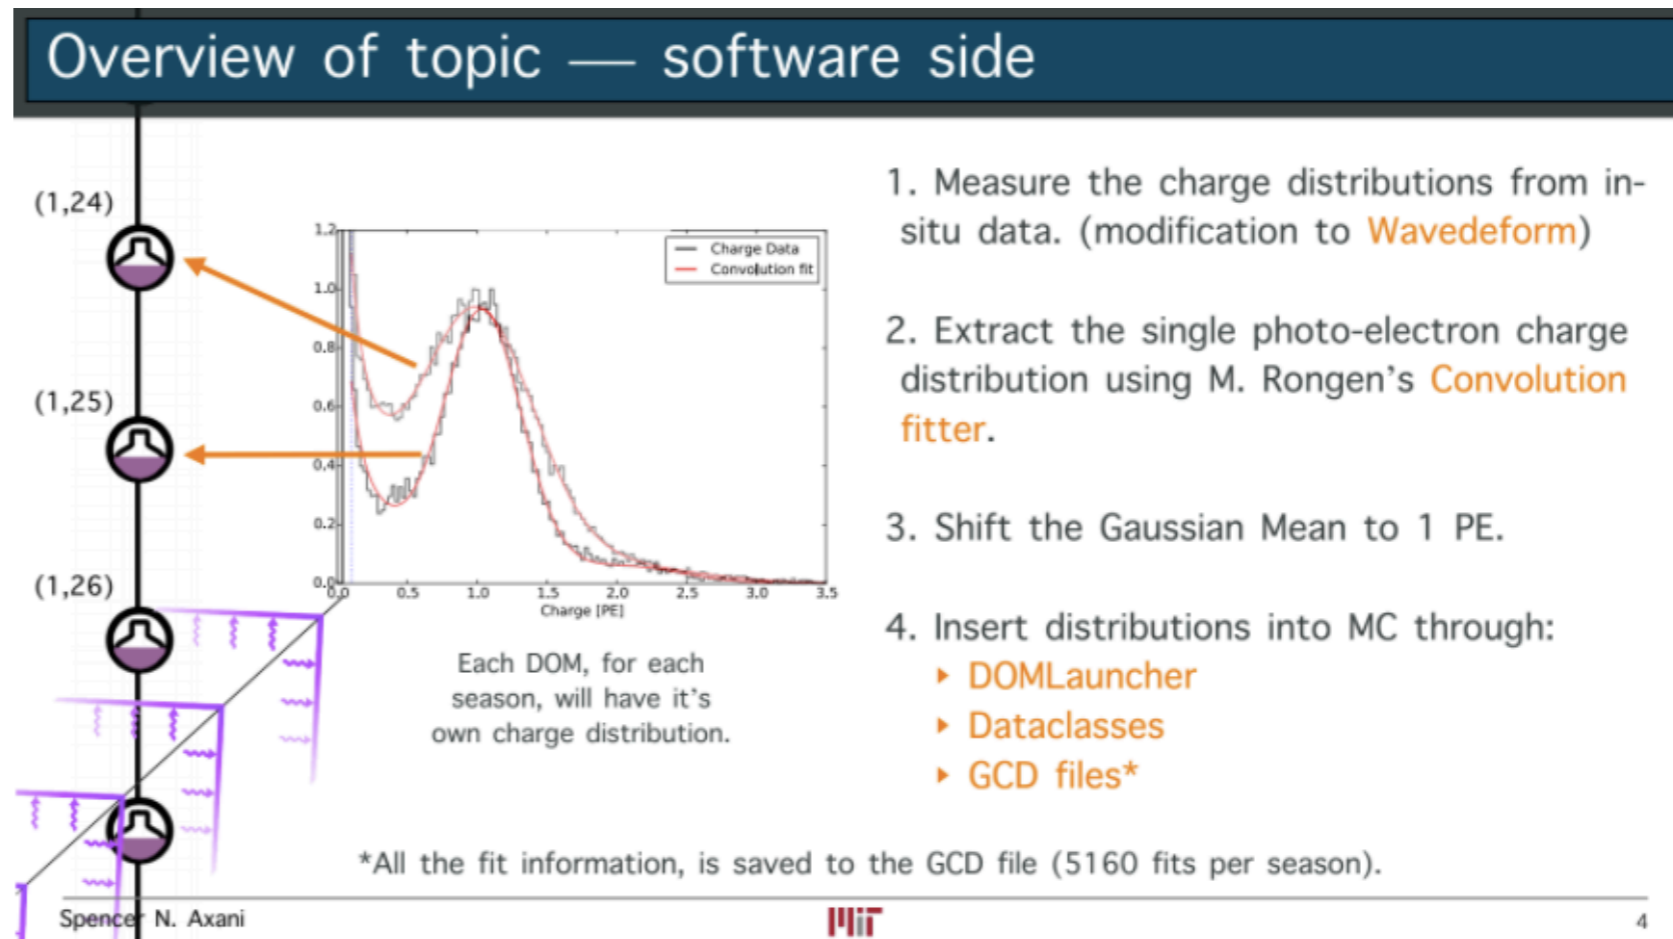 Overview of topic — software side
(1,24)
(1,25)
(1,26)
1.2
1.0
0.8
0.6
0.4
0.2
0.0
0.0 0.5 1.0 1.5 2.0 2.5 3.0 3.5
Charge [PE]
Charge Data
Convolution fit
Each DOM, for each
season, will have it's
own charge distribution.
1. Measure the charge distributions from in-
situ data. (modification to Wavedeform)
2. Extract the single photo-electron charge
distribution using M. Rongen's Convolution
fitter.
3. Shift the Gaussian Mean to 1 PE.
4. Insert distributions into MC through:
‣ DOMLauncher
‣ Dataclasses
‣ GCD files*
*All the fit information, is saved to the GCD file (5160 fits per season).
Spencer N. Axani
MIT
4